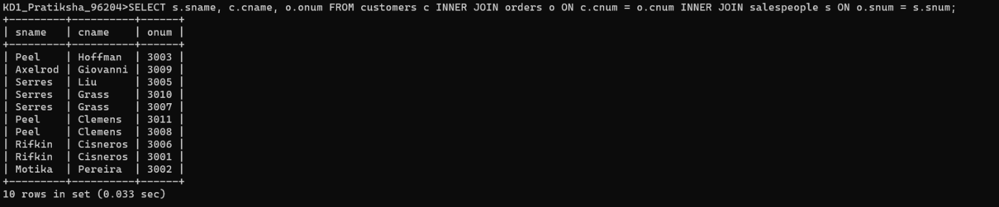 KD1_Pratiksha_96204>SELECT s.sname, c.cname, o.onum FROM customers c INNER JOIN orders o ON c.cnum = o.cnum INNER JOIN salespeople s ON o.snum = s.snum;
+---------+----------+------+
| sname   | cname    | onum |
+---------+----------+------+
| Peel    | Hoffman  | 3003 |
| Axelrod | Giovanni | 3009 |
| Serres  | Liu      | 3005 |
| Serres  | Grass    | 3010 |
| Serres  | Grass    | 3007 |
| Peel    | Clemens  | 3011 |
| Peel    | Clemens  | 3008 |
| Rifkin  | Cisneros | 3006 |
| Rifkin  | Cisneros | 3001 |
| Motika  | Pereira  | 3002 |
+---------+----------+------+
10 rows in set (0.033 sec)